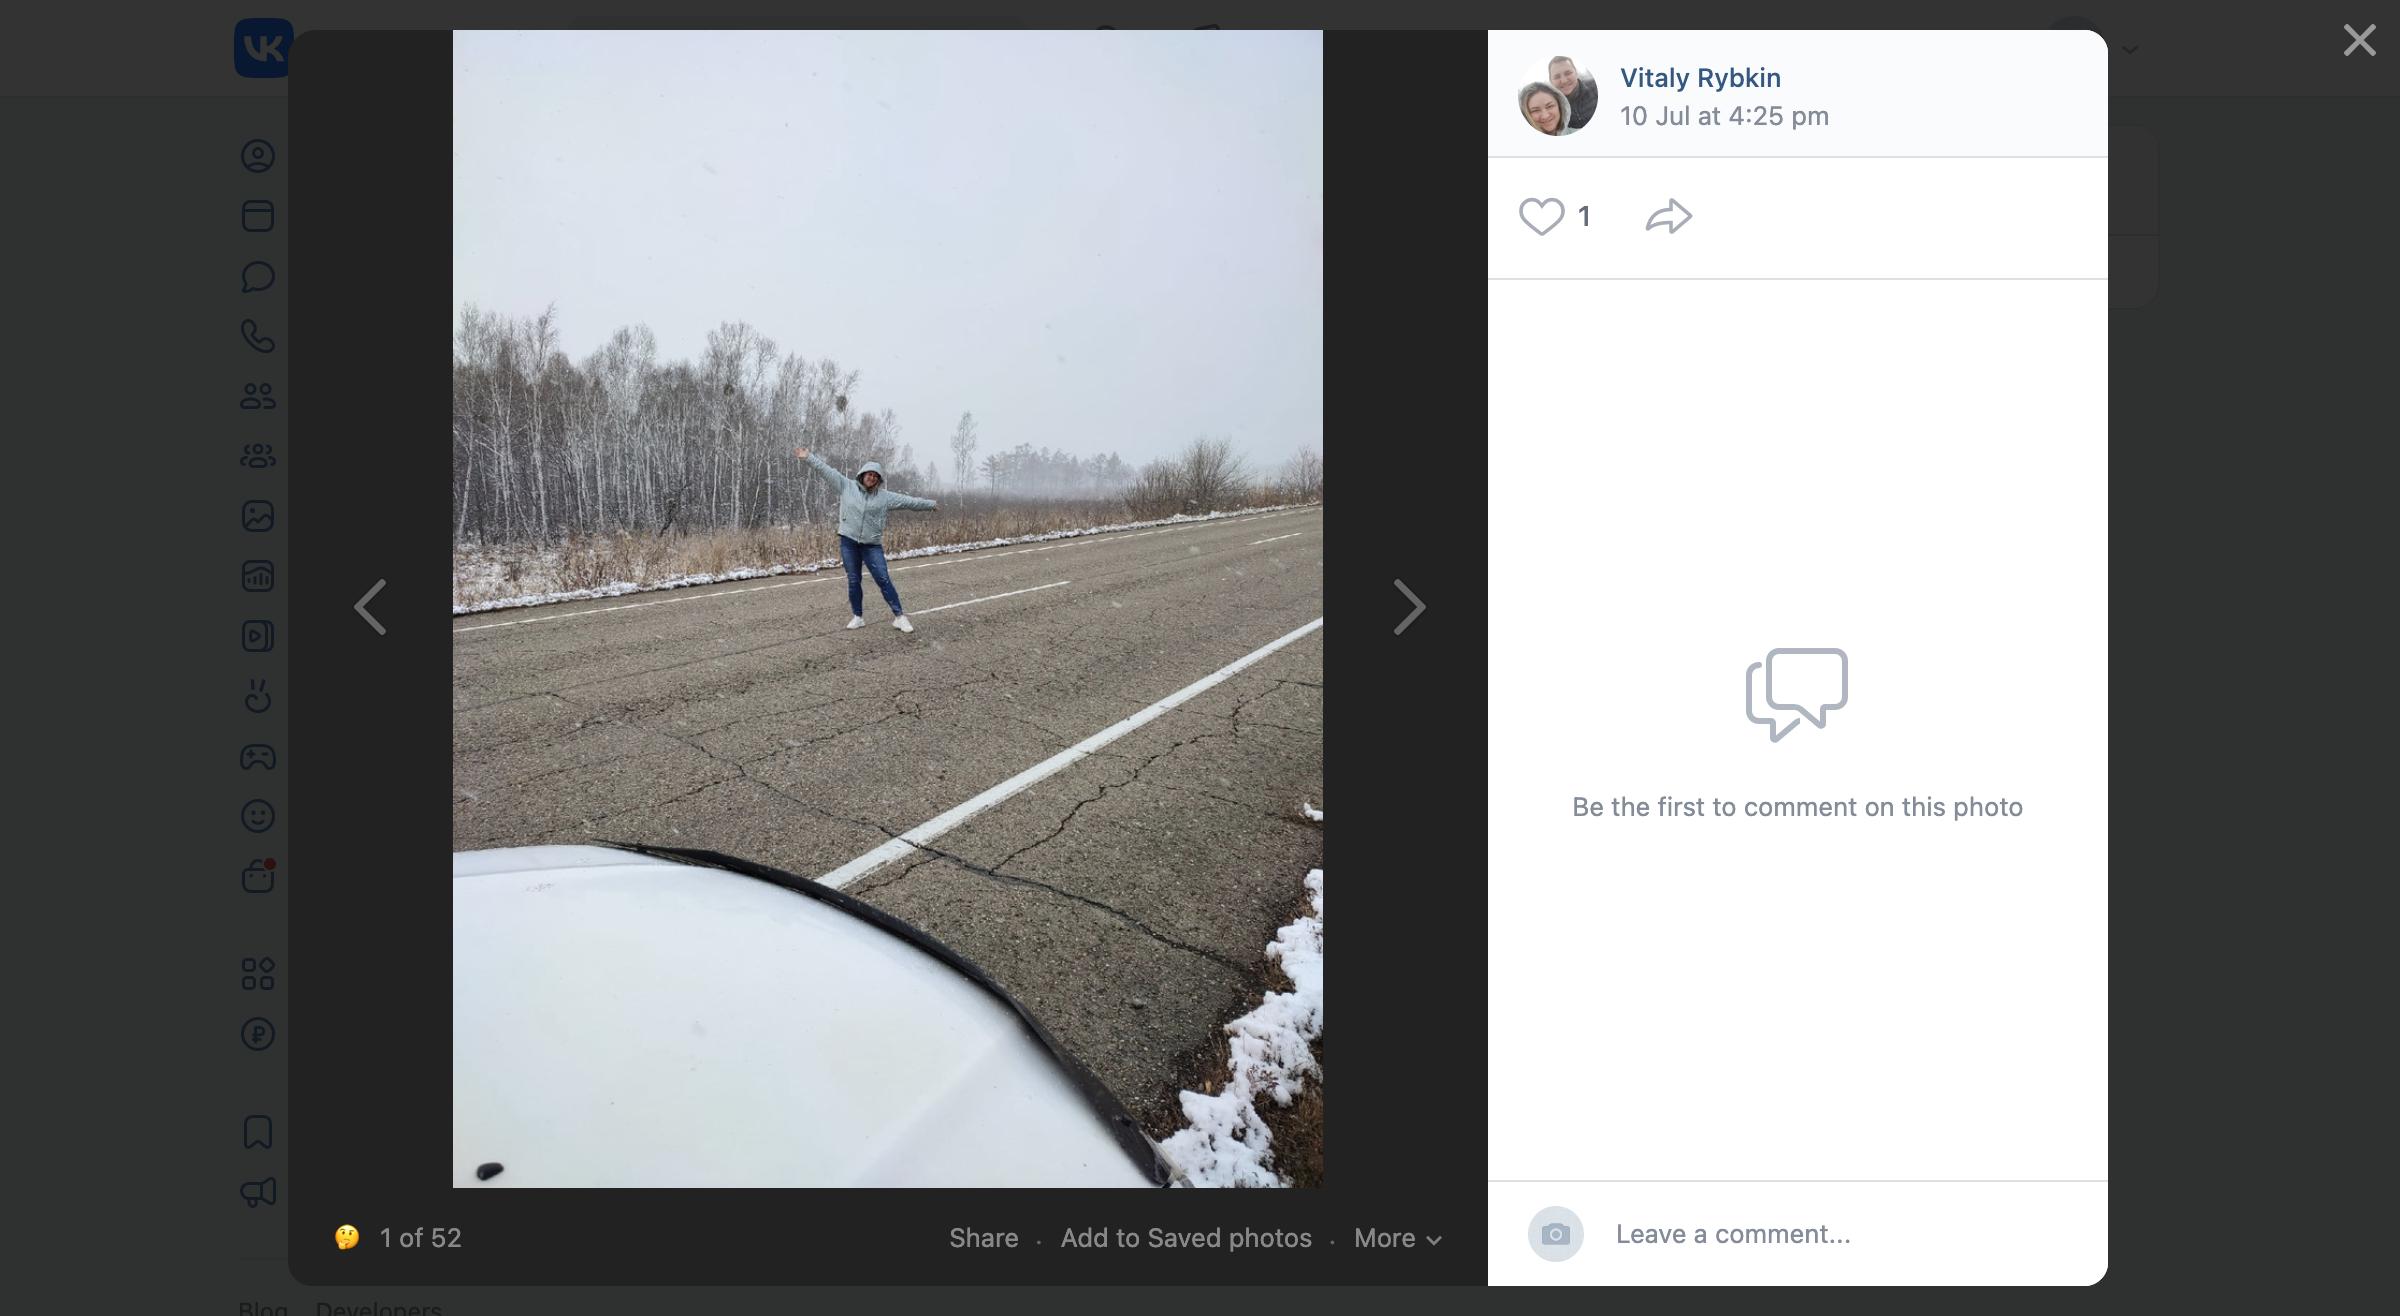 VK
Vitaly Rybkin
10 Jul at 4:25 pm
1
Be the first to comment on this photo
🤔 1 of 52
Share · Add to Saved photos · More
Leave a comment...
Blog Developers